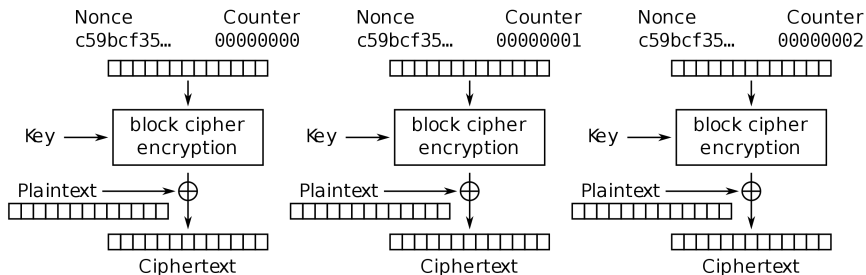 Nonce Counter
c59bcf35… 00000000
Key
block cipher
encryption
Plaintext
Ciphertext
Nonce Counter
c59bcf35… 00000001
Key
block cipher
encryption
Plaintext
Ciphertext
Nonce Counter
c59bcf35… 00000002
Key
block cipher
encryption
Plaintext
Ciphertext